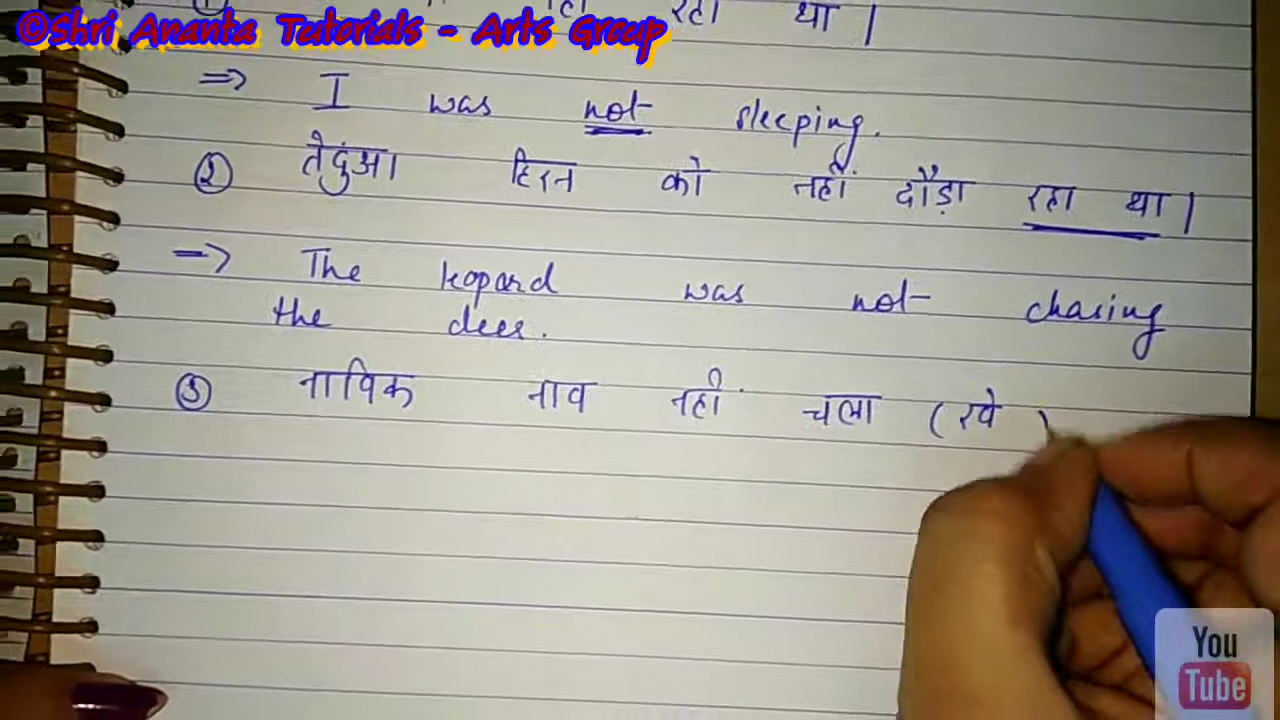 ©Shri Ananta Tutorials - Arts Group
① रहा था।
⇒ I was not sleeping.
② तेदुंआ हिरन को नहीं दौड़ा रहा था।
→ The leopard was not chasing
the deer.
③ नाविक नाव नहीं चला (खे )
You
Tube